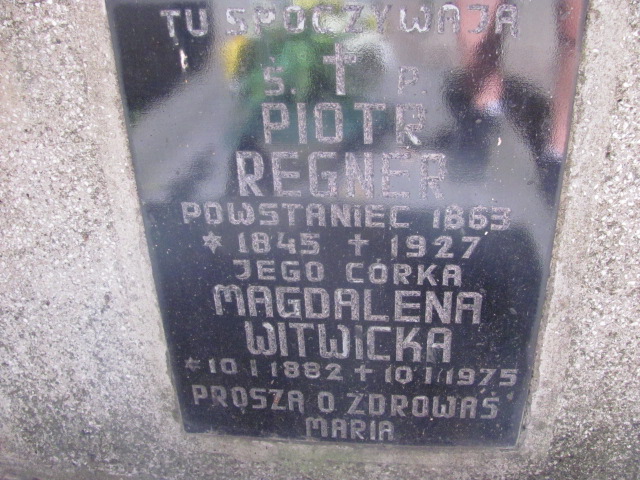 TU SPOCZYWAJĄ
Ś. † P.
PIOTR
REGNER
POWSTANIEC 1863
* 1845 † 1927
JEGO CÓRKA
MAGDALENA
WITWICKA
* 10 I 1882 † 10 I 1975
PROSZĄ O ZDROWAŚ
MARIA